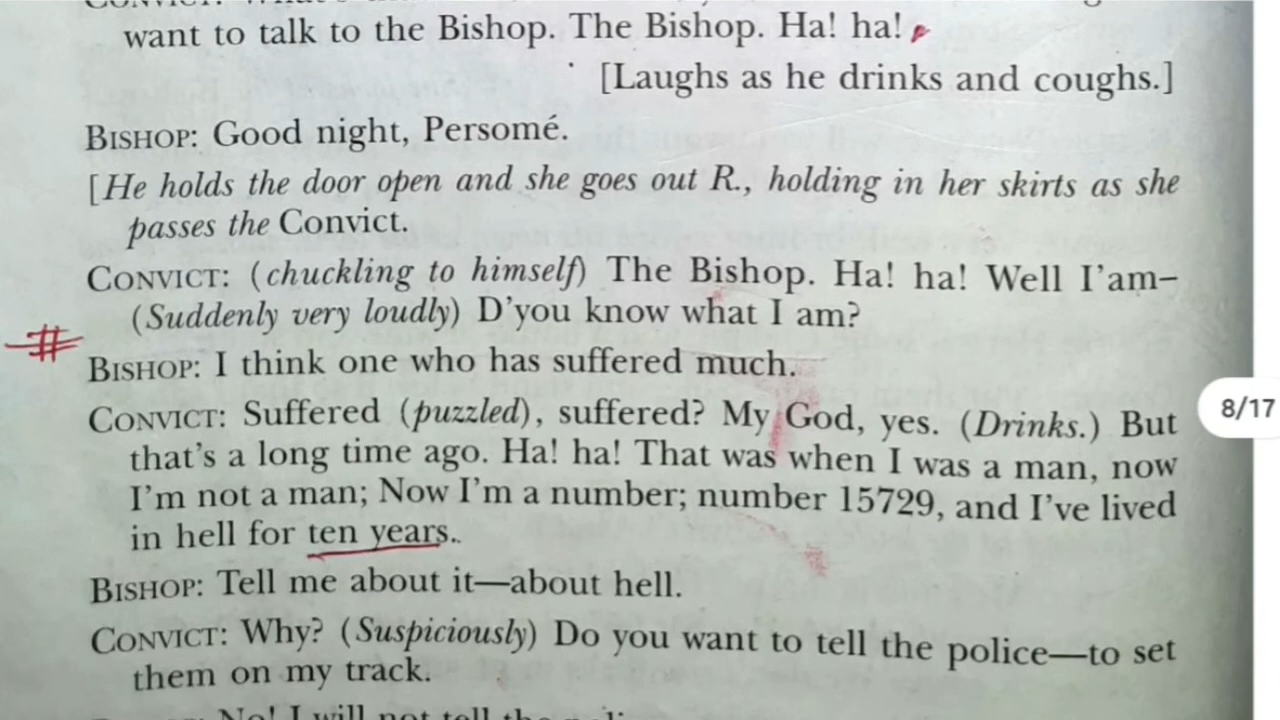 want to talk to the Bishop. The Bishop. Ha! ha!
[Laughs as he drinks and coughs.]
BISHOP: Good night, Persomé.
[He holds the door open and she goes out R., holding in her skirts as she
passes the Convict.
CONVICT: (chuckling to himself) The Bishop. Ha! ha! Well I'am–
(Suddenly very loudly) D'you know what I am?
BISHOP: I think one who has suffered much.
CONVICT: Suffered (puzzled), suffered? My God, yes. (Drinks.) But
that's a long time ago. Ha! ha! That was when I was a man, now
I'm not a man; Now I'm a number; number 15729, and I've lived
in hell for ten years..
BISHOP: Tell me about it—about hell.
CONVICT: Why? (Suspiciously) Do you want to tell the police—to set
them on my track.
No! I will not tell the
8/17